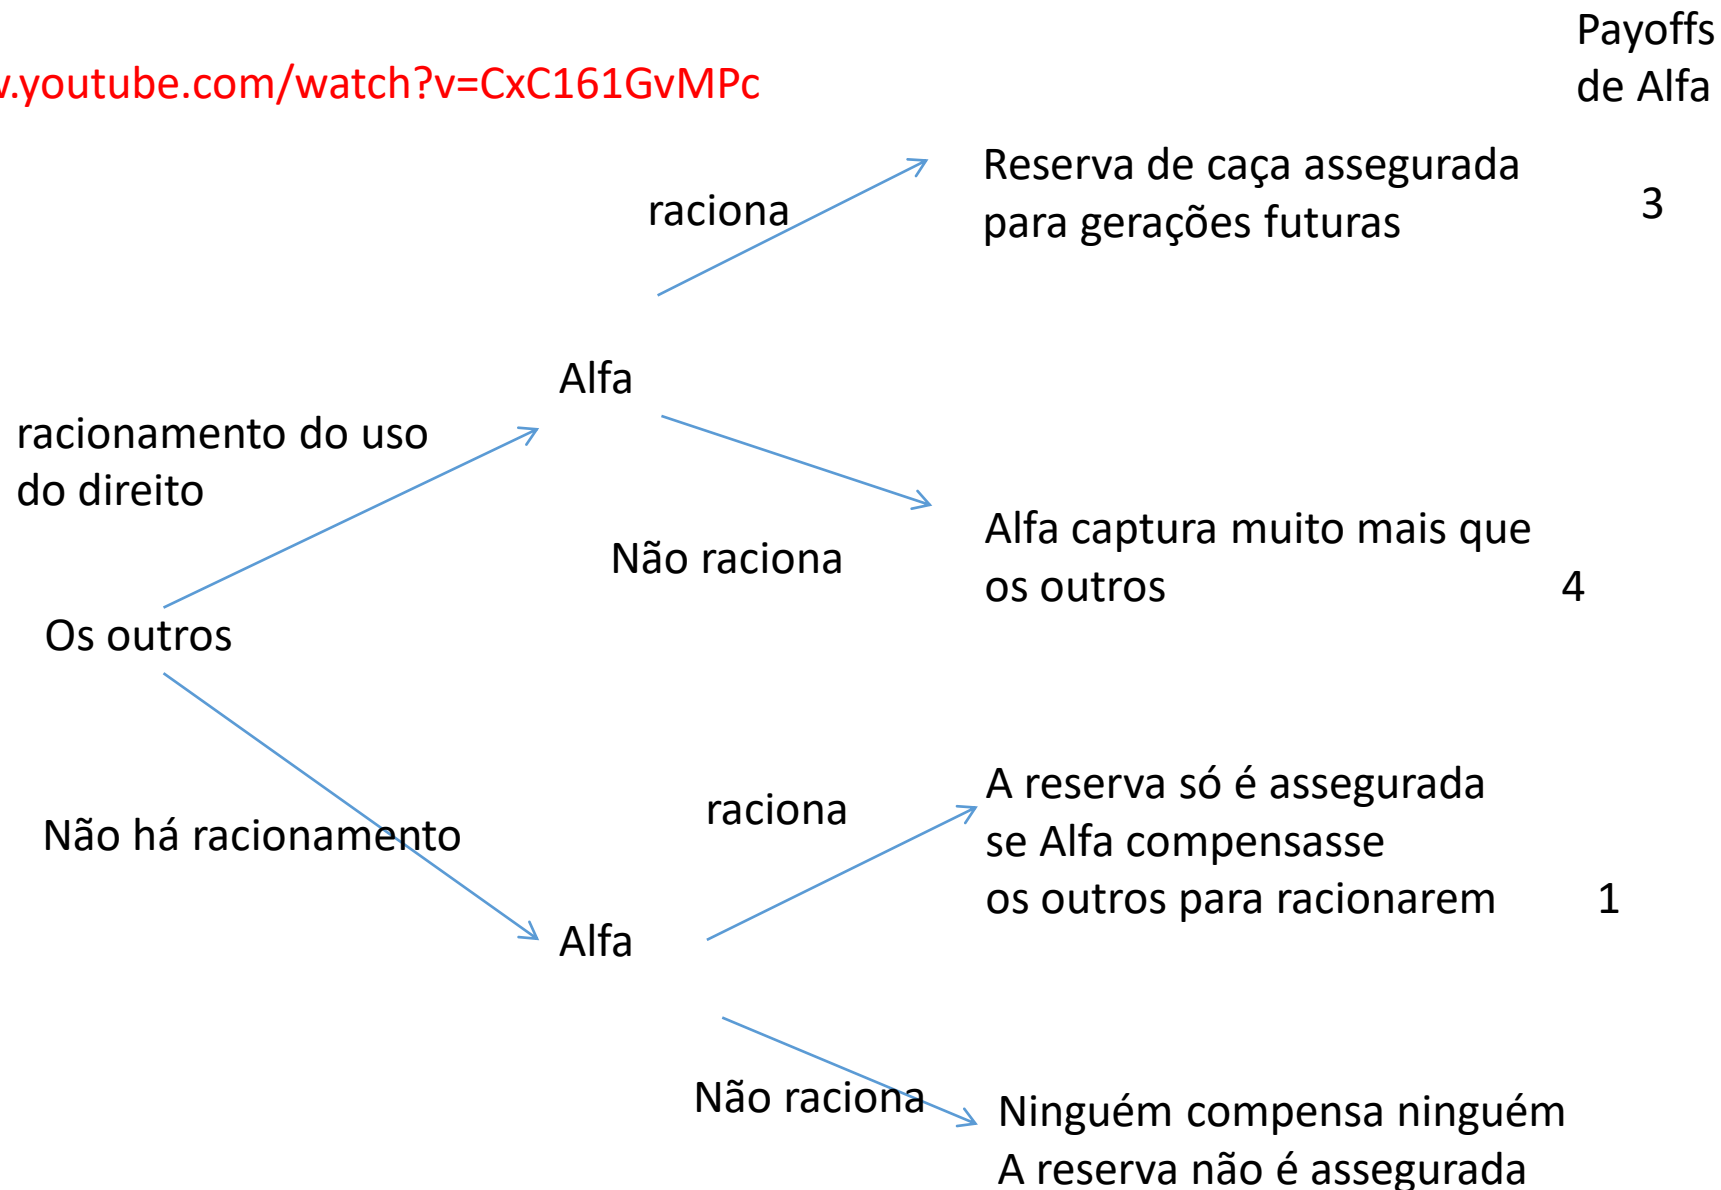 Payoffs
de Alfa
v.youtube.com/watch?v=CxC161GvMPc
Reserva de caça assegurada
para gerações futuras
3
raciona
Alfa
racionamento do uso
do direito
Não raciona
Alfa captura muito mais que
os outros
4
Os outros
A reserva só é assegurada
se Alfa compensasse
os outros para racionarem
1
raciona
Não há racionamento
Alfa
Não raciona
Ninguém compensa ninguém
A reserva não é assegurada